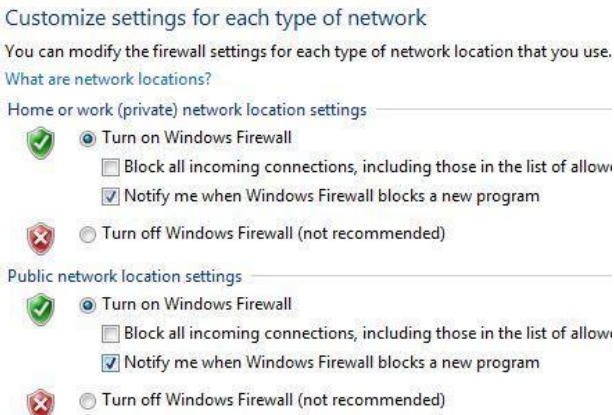 Customize settings for each type of network
You can modify the firewall settings for each type of network location that you use.
What are network locations?
Home or work (private) network location settings
Turn on Windows Firewall
Block all incoming connections, including those in the list of allowe
Notify me when Windows Firewall blocks a new program
Turn off Windows Firewall (not recommended)
Public network location settings
Turn on Windows Firewall
Block all incoming connections, including those in the list of allowe
Notify me when Windows Firewall blocks a new program
Turn off Windows Firewall (not recommended)